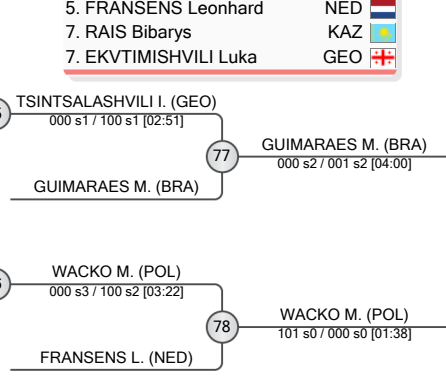 5. FRANSENS Leonhard NED
7. RAIS Bibarys KAZ
7. EKVTIMISHVILI Luka GEO
TSINTSALASHVILI I. (GEO)
000 s1 / 100 s1 [02:51]
77
GUIMARAES M. (BRA)
000 s2 / 001 s2 [04:00]
GUIMARAES M. (BRA)
WACKO M. (POL)
000 s3 / 100 s2 [03:22]
78
WACKO M. (POL)
101 s0 / 000 s0 [01:38]
FRANSENS L. (NED)